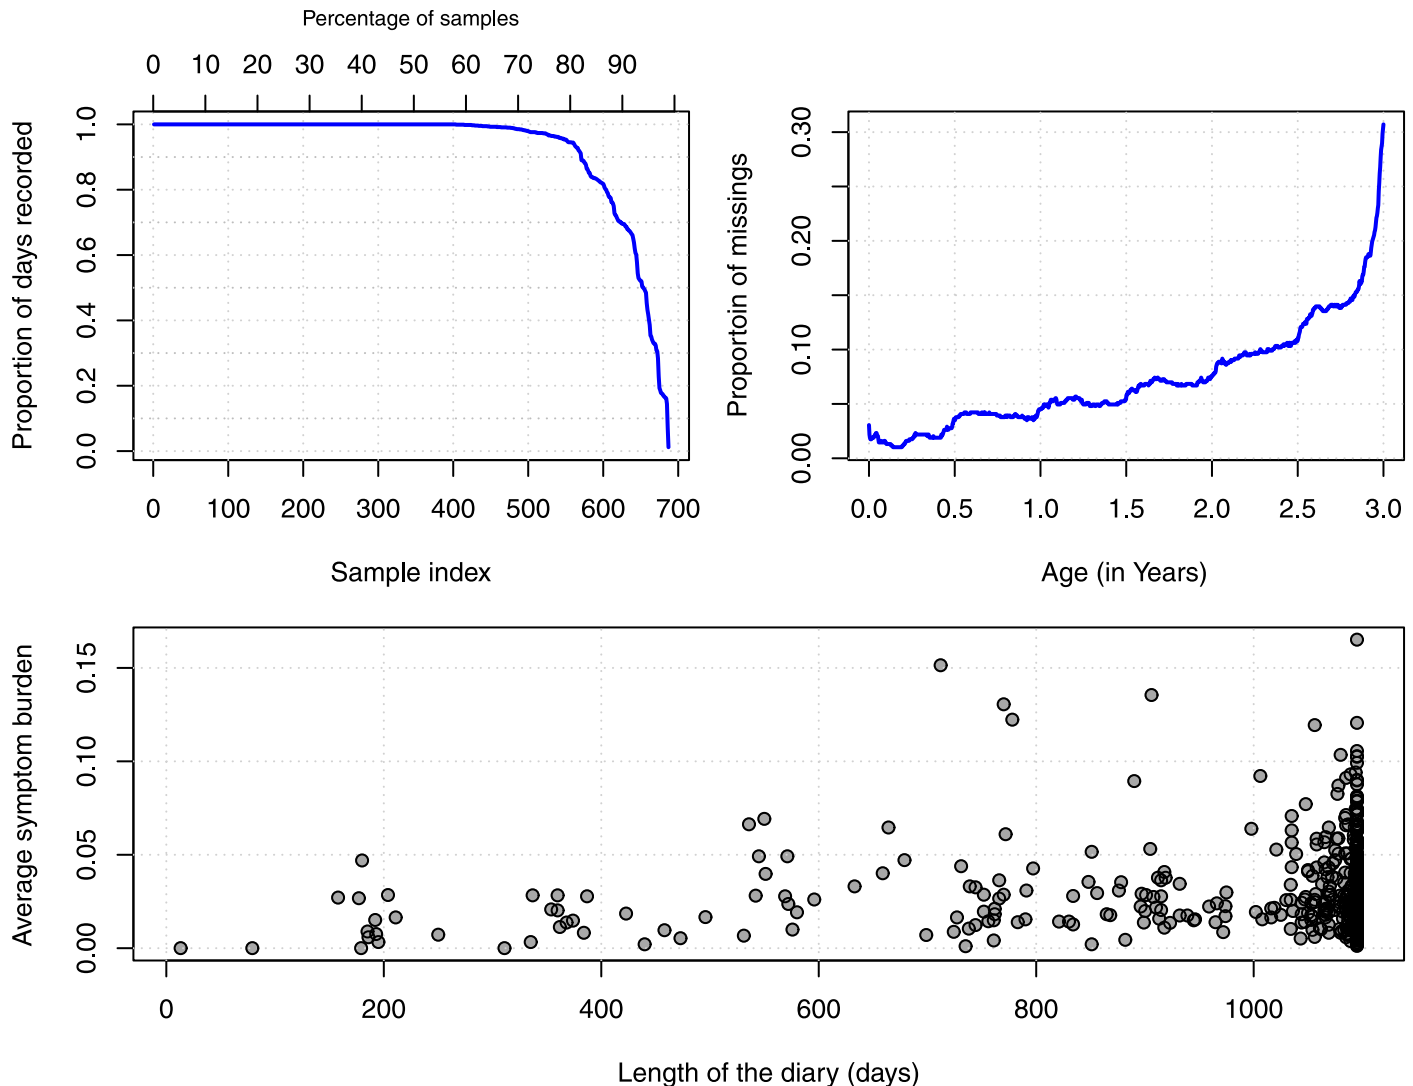 Percentage of samples
0 10 20 30 40 50 60 70 80 90
Proportion of days recorded
0.0 0.2 0.4 0.6 0.8 1.0
0 100 200 300 400 500 600 700
Sample index
Proportoin of missings
0.00 0.10 0.20 0.30
0.0 0.5 1.0 1.5 2.0 2.5 3.0
Age (in Years)
Average symptom burden
0.00 0.05 0.10 0.15
0 200 400 600 800 1000
Length of the diary (days)